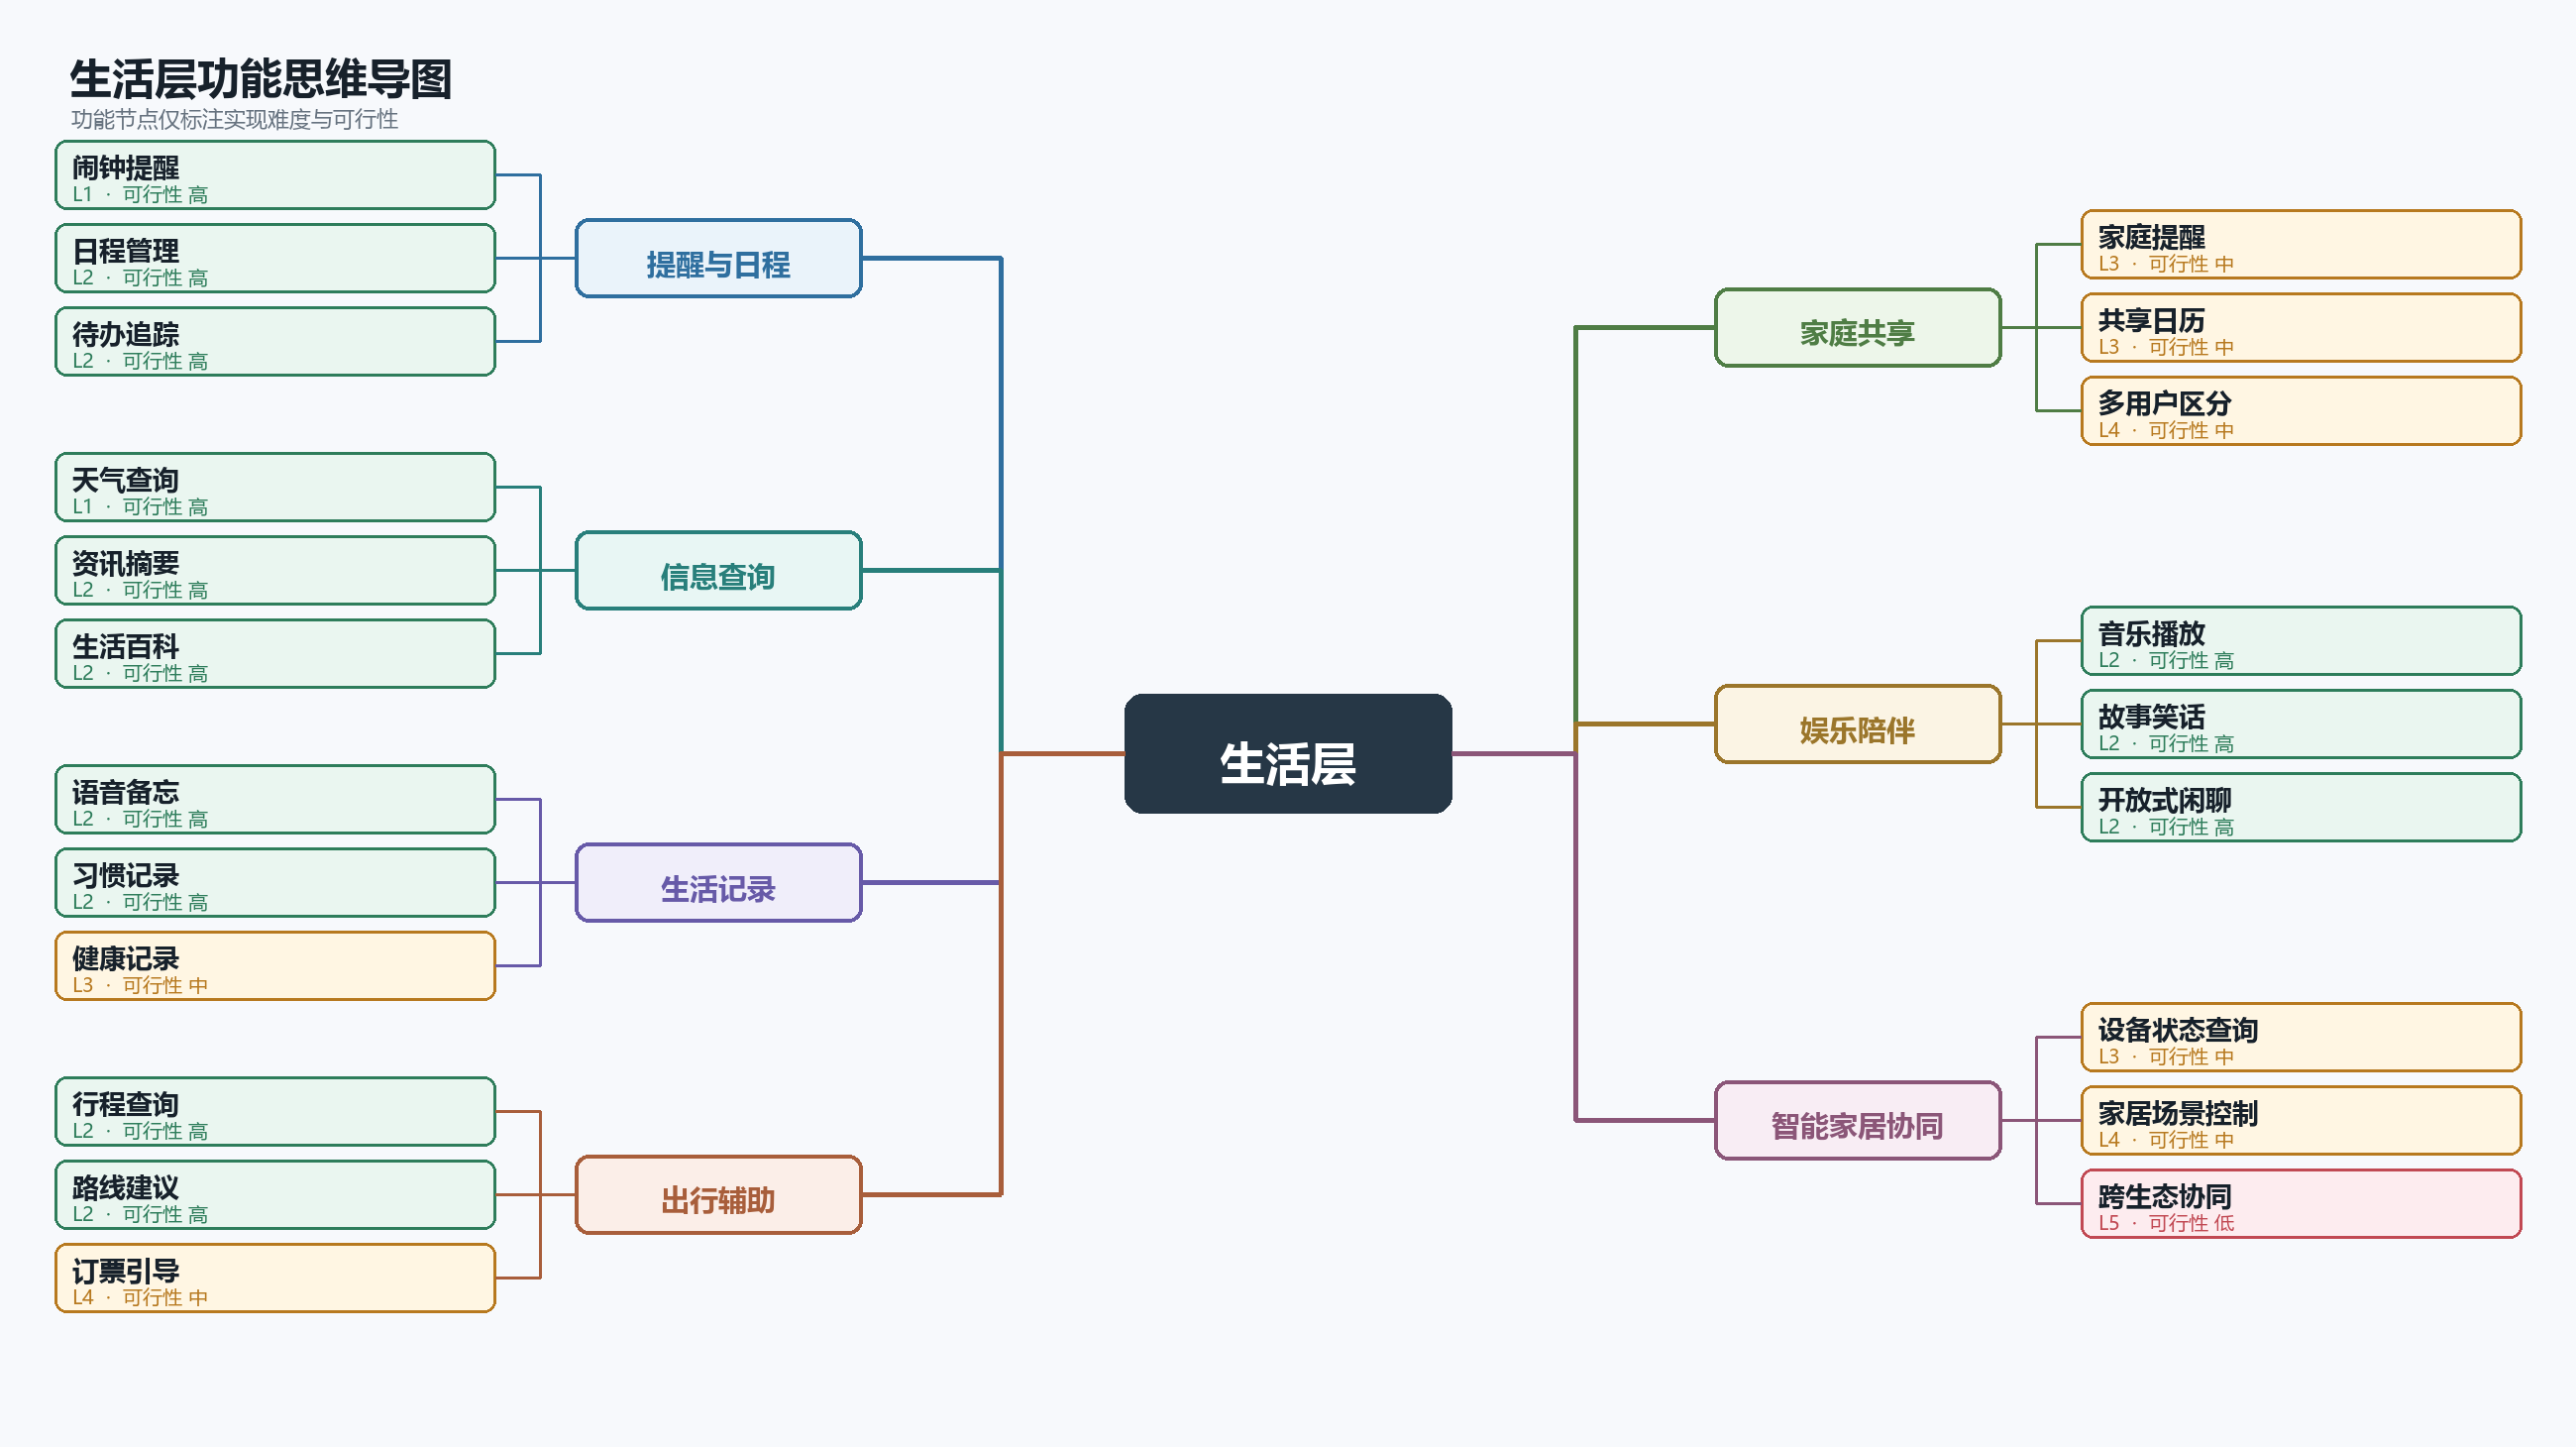 生活层功能思维导图
功能节点仅标注实现难度与可行性
闹钟提醒
L1 · 可行性 高
日程管理
L2 · 可行性 高
待办追踪
L2 · 可行性 高
提醒与日程
天气查询
L1 · 可行性 高
资讯摘要
L2 · 可行性 高
生活百科
L2 · 可行性 高
信息查询
语音备忘
L2 · 可行性 高
习惯记录
L2 · 可行性 高
健康记录
L3 · 可行性 中
生活记录
行程查询
L2 · 可行性 高
路线建议
L2 · 可行性 高
订票引导
L4 · 可行性 中
出行辅助
生活层
家庭共享
家庭提醒
L3 · 可行性 中
共享日历
L3 · 可行性 中
多用户区分
L4 · 可行性 中
娱乐陪伴
音乐播放
L2 · 可行性 高
故事笑话
L2 · 可行性 高
开放式闲聊
L2 · 可行性 高
智能家居协同
设备状态查询
L3 · 可行性 中
家居场景控制
L4 · 可行性 中
跨生态协同
L5 · 可行性 低